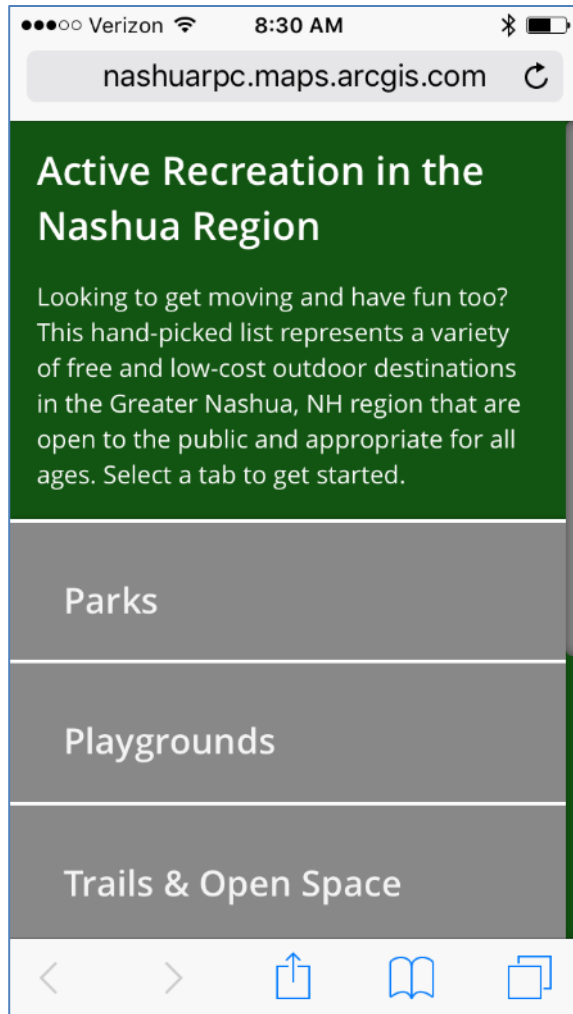 Verizon 8:30 AM
nashuarpc.maps.arcgis.com
Active Recreation in the
Nashua Region
Looking to get moving and have fun too?
This hand-picked list represents a variety
of free and low-cost outdoor destinations
in the Greater Nashua, NH region that are
open to the public and appropriate for all
ages. Select a tab to get started.
Parks
Playgrounds
Trails & Open Space